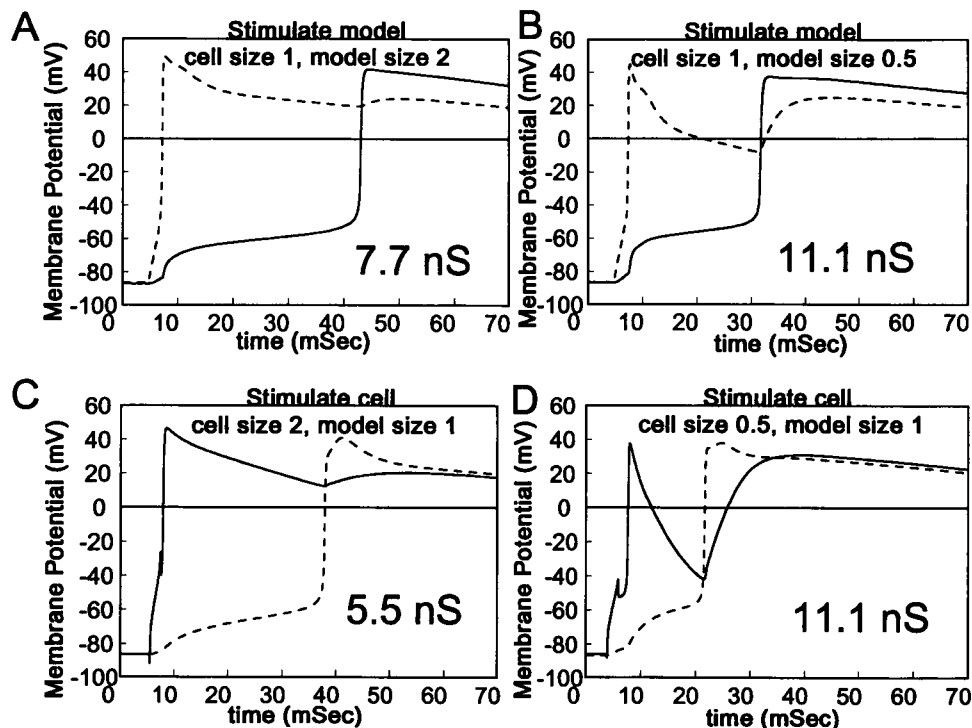 A
Stimulate model
cell size 1, model size 2
Membrane Potential (mV)
60
40
20
0
-20
-40
-60
-80
-100
7.7 nS
0 10 20 30 40 50 60 70
time (mSec)
B
Stimulate model
cell size 1, model size 0.5
Membrane Potential (mV)
60
40
20
0
-20
-40
-60
-80
-100
11.1 nS
0 10 20 30 40 50 60 70
time (mSec)
C
Stimulate cell
cell size 2, model size 1
Membrane Potential (mV)
60
40
20
0
-20
-40
-60
-80
-100
5.5 nS
0 10 20 30 40 50 60 70
time (mSec)
D
Stimulate cell
cell size 0.5, model size 1
Membrane Potential (mV)
60
40
20
0
-20
-40
-60
-80
-100
11.1 nS
0 10 20 30 40 50 60 70
time (mSec)